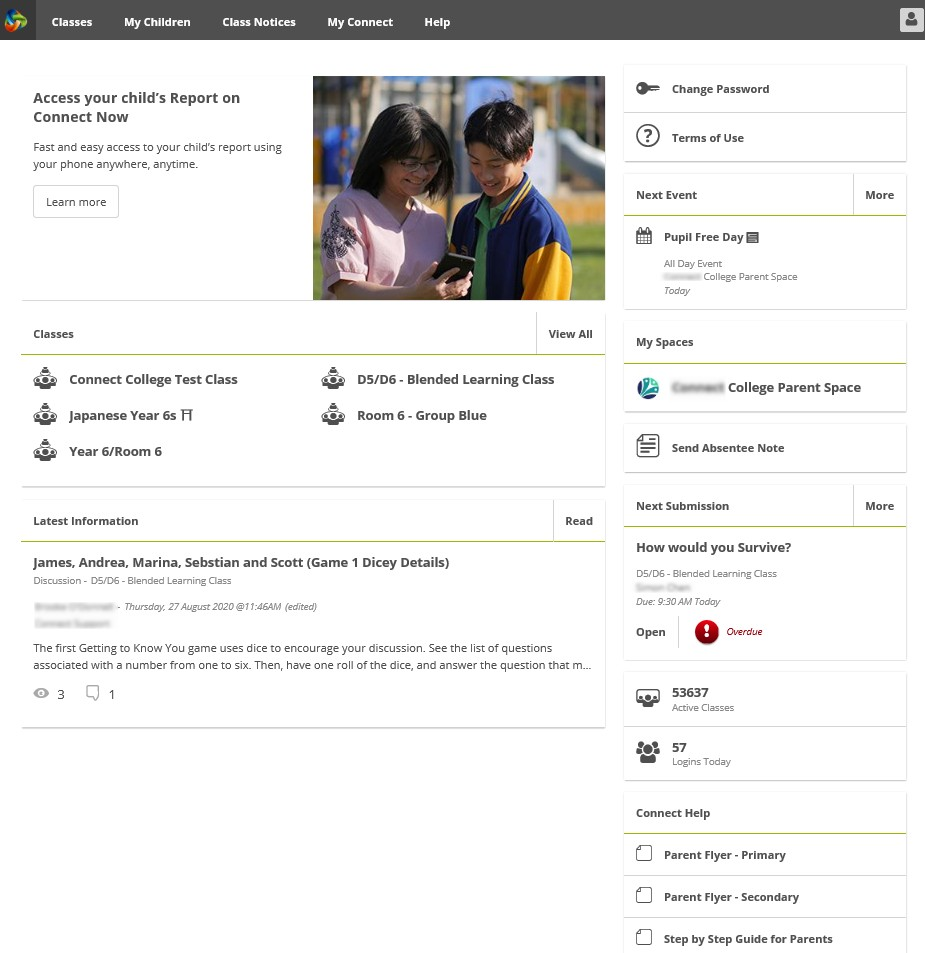 Classes
My Children
Class Notices
My Connect
Help
Access your child's Report on
Connect Now
Fast and easy access to your child's report using
your phone anywhere, anytime.
Learn more
Classes
View All
Connect College Test Class
D5/D6 - Blended Learning Class
Japanese Year 6s
Room 6 - Group Blue
Year 6/Room 6
Latest Information
Read
James, Andrea, Marina, Sebstian and Scott (Game 1 Dicey Details)
Discussion - D5/D6 - Blended Learning Class
- Thursday, 27 August 2020 @11:46AM (edited)
The first Getting to Know You game uses dice to encourage your discussion. See the list of questions
associated with a number from one to six. Then, have one roll of the dice, and answer the question that m...
3
1
Change Password
Terms of Use
Next Event
More
Pupil Free Day
All Day Event
College Parent Space
Today
My Spaces
College Parent Space
Send Absentee Note
Next Submission
More
How would you Survive?
D5/D6 - Blended Learning Class
Due: 9:30 AM Today
Open
Overdue
53637
Active Classes
57
Logins Today
Connect Help
Parent Flyer - Primary
Parent Flyer - Secondary
Step by Step Guide for Parents